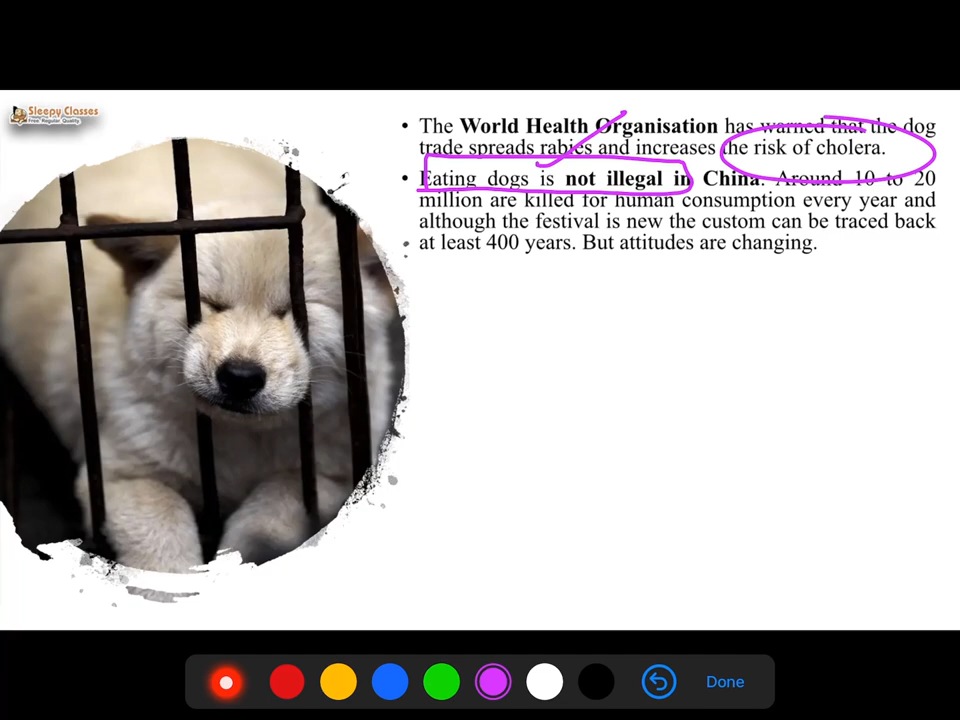 Sleepy Classes
Free. Regular. Quality.
• The World Health Organisation has warned that the dog
trade spreads rabies and increases the risk of cholera.
• Eating dogs is not illegal in China. Around 10 to 20
million are killed for human consumption every year and
although the festival is new the custom can be traced back
at least 400 years. But attitudes are changing.
Done